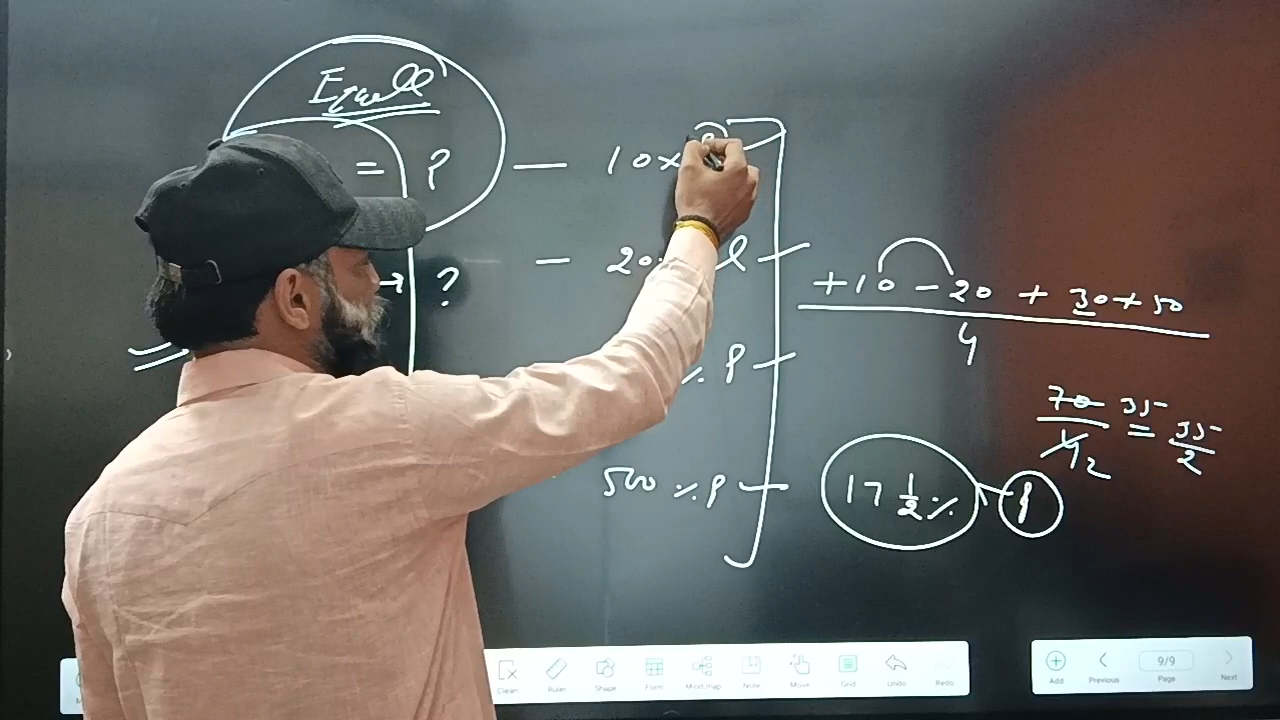 Equall
= P — 10%
— 20% l
→ ?
+10 − 20 + 30 + 50
4
% P
70/4 2 = 35/2
35
500 % P
17 1/2 %
P
Clean Ruler Shape Form Mind map Note Move Grid Undo Redo
Add Previous 9/9 Page Next